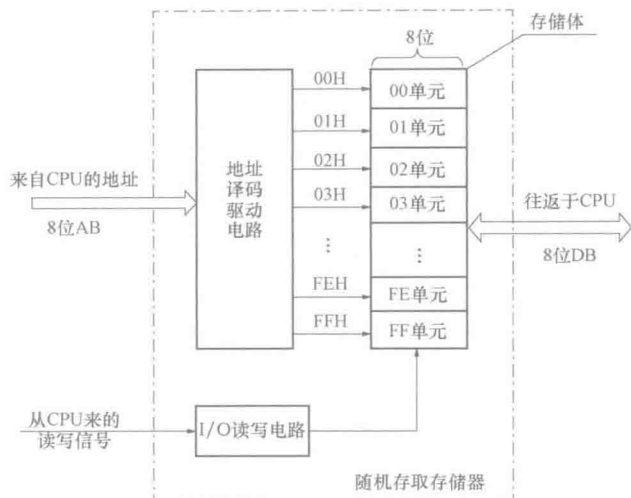 存储体
8位
00H
00单元
01H
01单元
02H
02单元
03H
03单元
地址
译码
驱动
电路
来自CPU的地址
8位AB
往返于CPU
8位DB
⋮
⋮
FEH
FE单元
FFH
FF单元
从CPU来的
读写信号
I/O读写电路
随机存取存储器